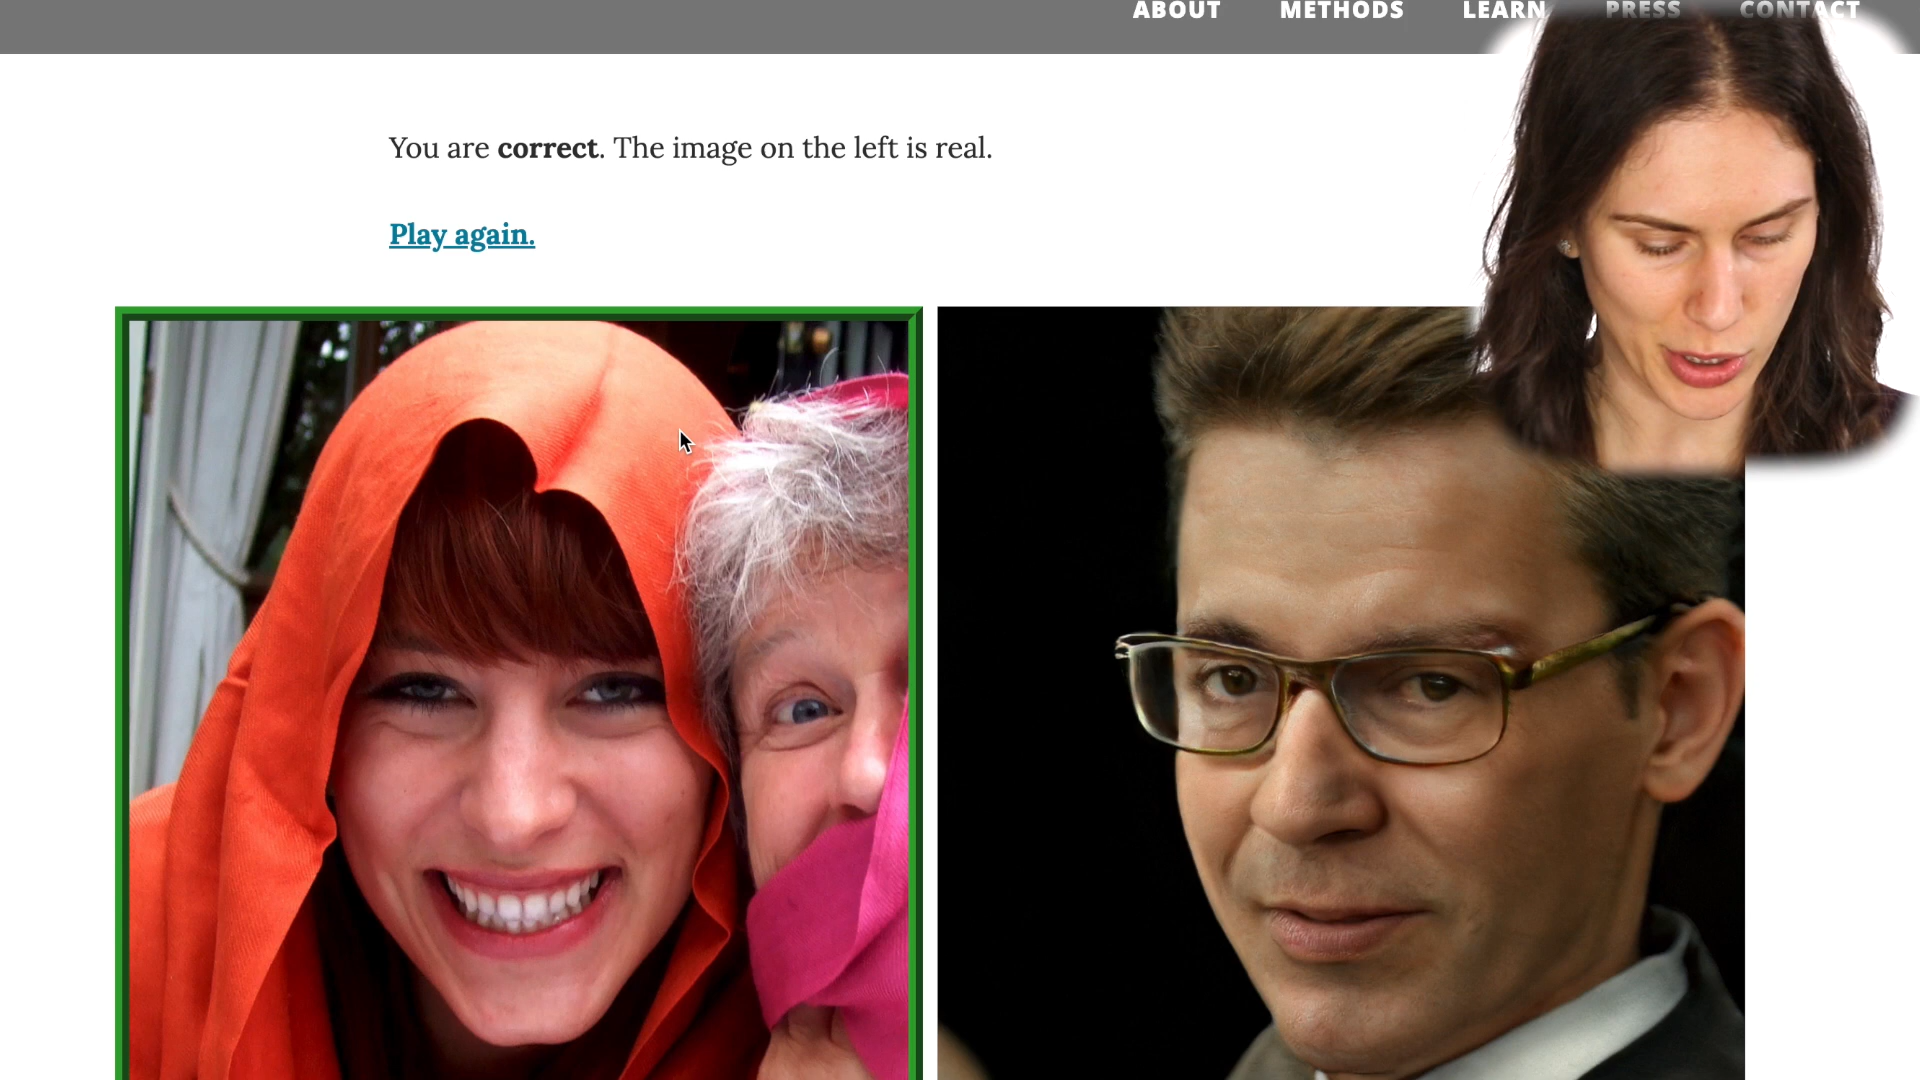 ABOUT METHODS LEARN PRESS CONTACT
You are correct. The image on the left is real.
Play again.